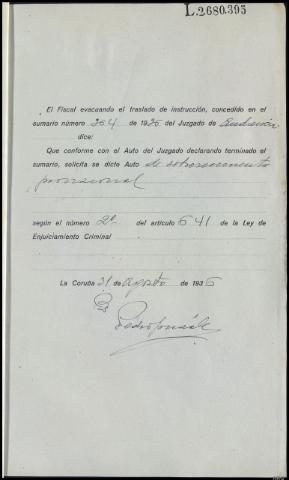 L.2680.395
El Fiscal evacuando el traslado de instrucción, concedido en el
sumario número 264 de 1936 del Juzgado de
dice:
Que conforme con el Auto del Juzgado declarando terminado el
sumario, solicita se dicte Auto de sobreseimiento
provisional
según el número 2º del artículo 641 de la Ley de
Enjuiciamiento Criminal
La Coruña 31 de agosto de 1936